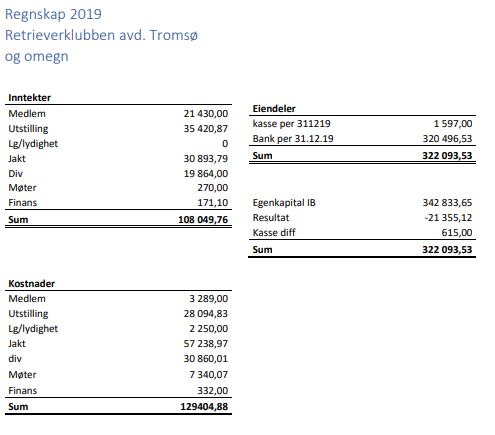 Regnskap 2019
Retrieverklubben avd. Tromsø
og omegn
Inntekter
Medlem 21 430,00
Utstilling 35 420,87
Lg/lydighet 0
Jakt 30 893,79
Div 19 864,00
Møter 270,00
Finans 171,10
Sum 108 049,76
Eiendeler
kasse per 311219 1 597,00
Bank per 31.12.19 320 496,53
Sum 322 093,53
Egenkapital IB 342 833,65
Resultat -21 355,12
Kasse diff 615,00
Sum 322 093,53
Kostnader
Medlem 3 289,00
Utstilling 28 094,83
Lg/lydighet 2 250,00
Jakt 57 238,97
div 30 860,01
Møter 7 340,07
Finans 332,00
Sum 129404,88